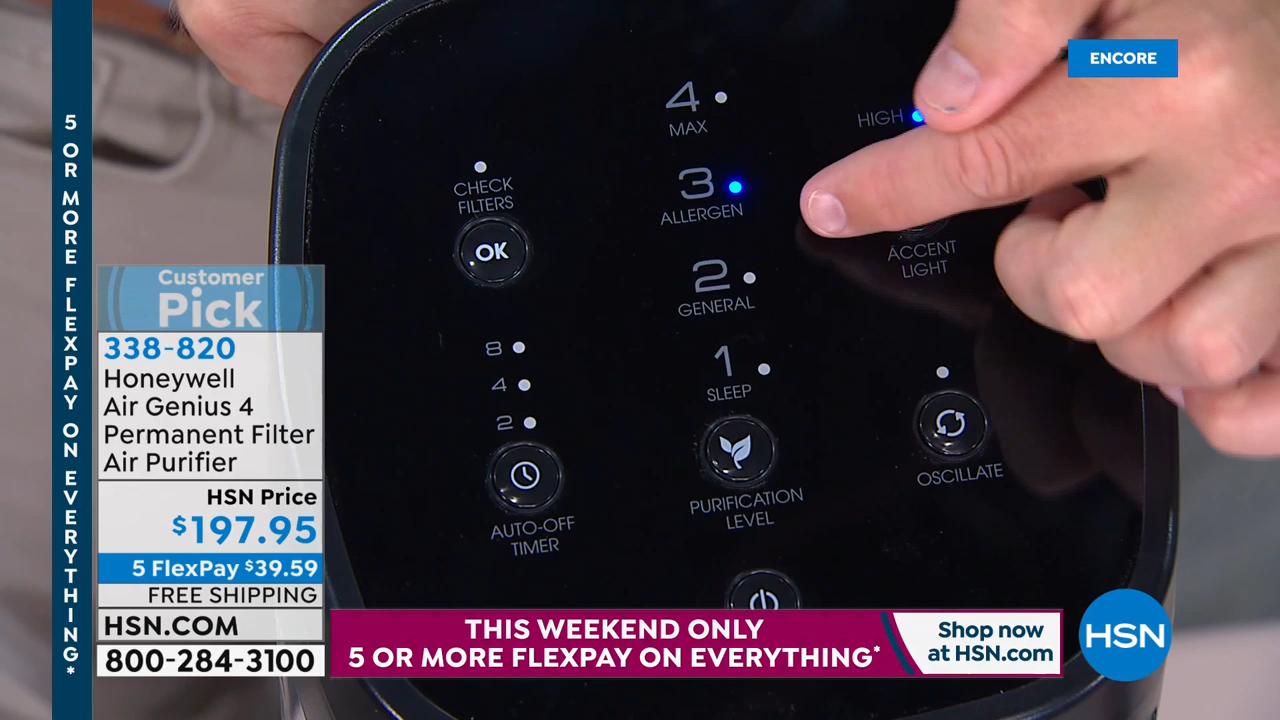 5 OR MORE FLEXPAY ON EVERYTHING*
ENCORE
4
MAX
HIGH
3
ALLERGEN
CHECK
FILTERS
OK
ACCENT
LIGHT
2
GENERAL
8
4
2
1
SLEEP
AUTO-OFF
TIMER
PURIFICATION
LEVEL
OSCILLATE
Customer
Pick
338-820
Honeywell
Air Genius 4
Permanent Filter
Air Purifier
HSN Price
$197.95
5 FlexPay $39.59
FREE SHIPPING
HSN.COM
800-284-3100
THIS WEEKEND ONLY
5 OR MORE FLEXPAY ON EVERYTHING*
Shop now
at HSN.com
HSN